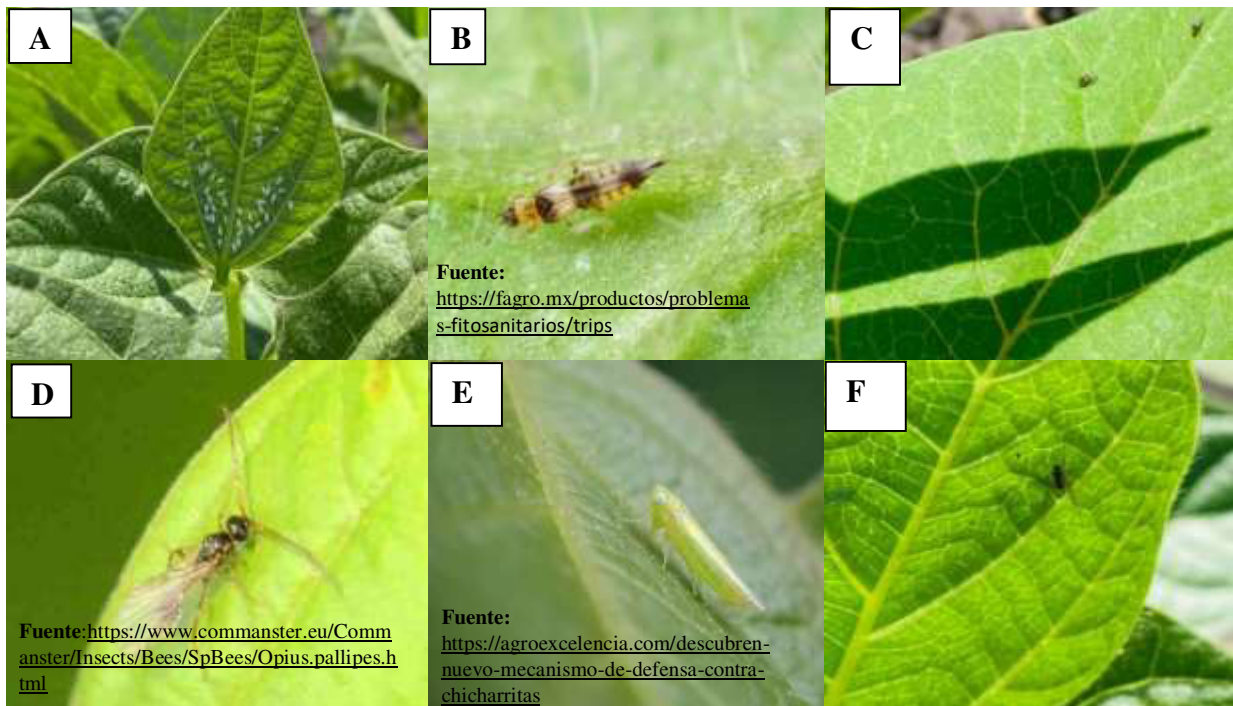 A
B
Fuente:
https://fagro.mx/productos/problema
s-fitosanitarios/trips
C
D
Fuente:https://www.commanster.eu/Comm
anster/Insects/Bees/SpBees/Opius.pallipes.h
tml
E
Fuente:
https://agroexcelencia.com/descubren-
nuevo-mecanismo-de-defensa-contra-
chicharritas
F